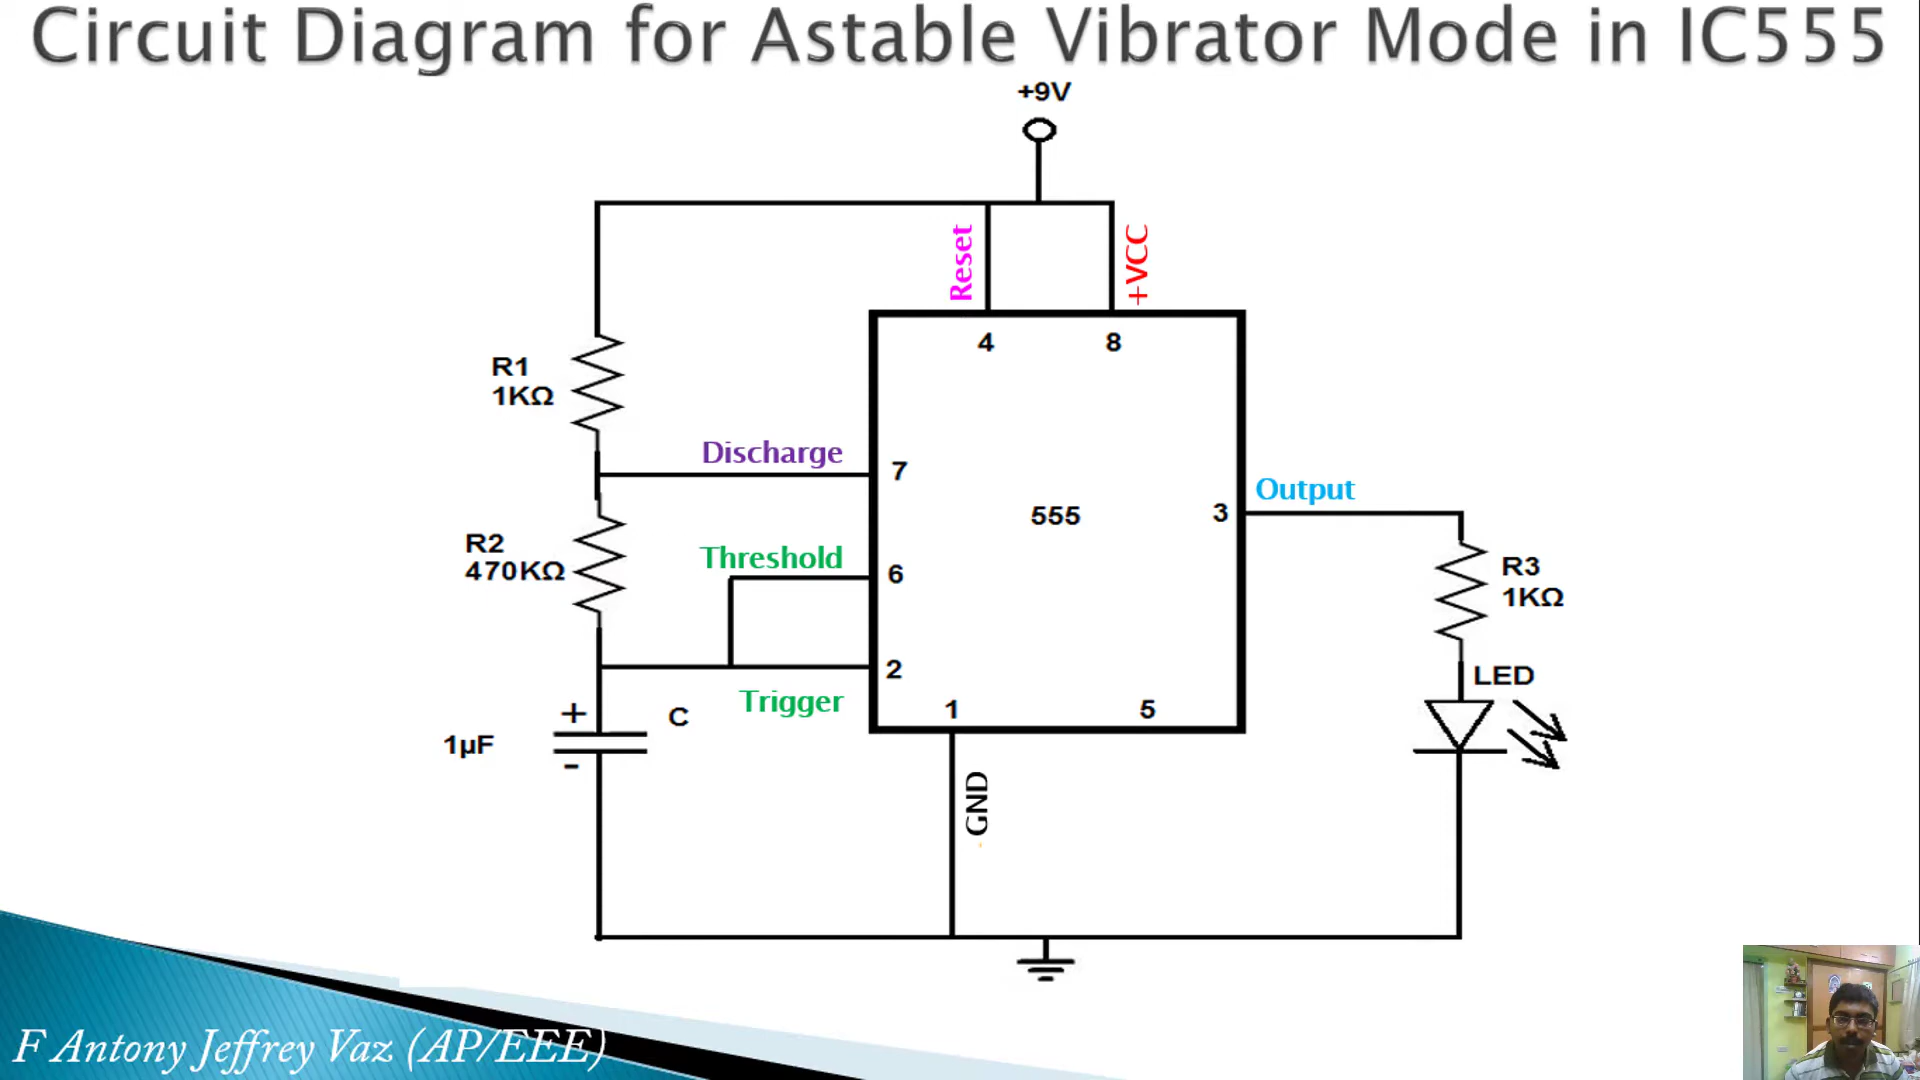 Circuit Diagram for Astable Vibrator Mode in IC555
+9V
Reset
+VCC
4
8
R1
1KΩ
Discharge
7
555
Output
3
R2
470KΩ
Threshold
6
R3
1KΩ
2
Trigger
LED
1
5
+
C
1µF
-
GND
F Antony Jeffrey Vaz (AP/EEE)